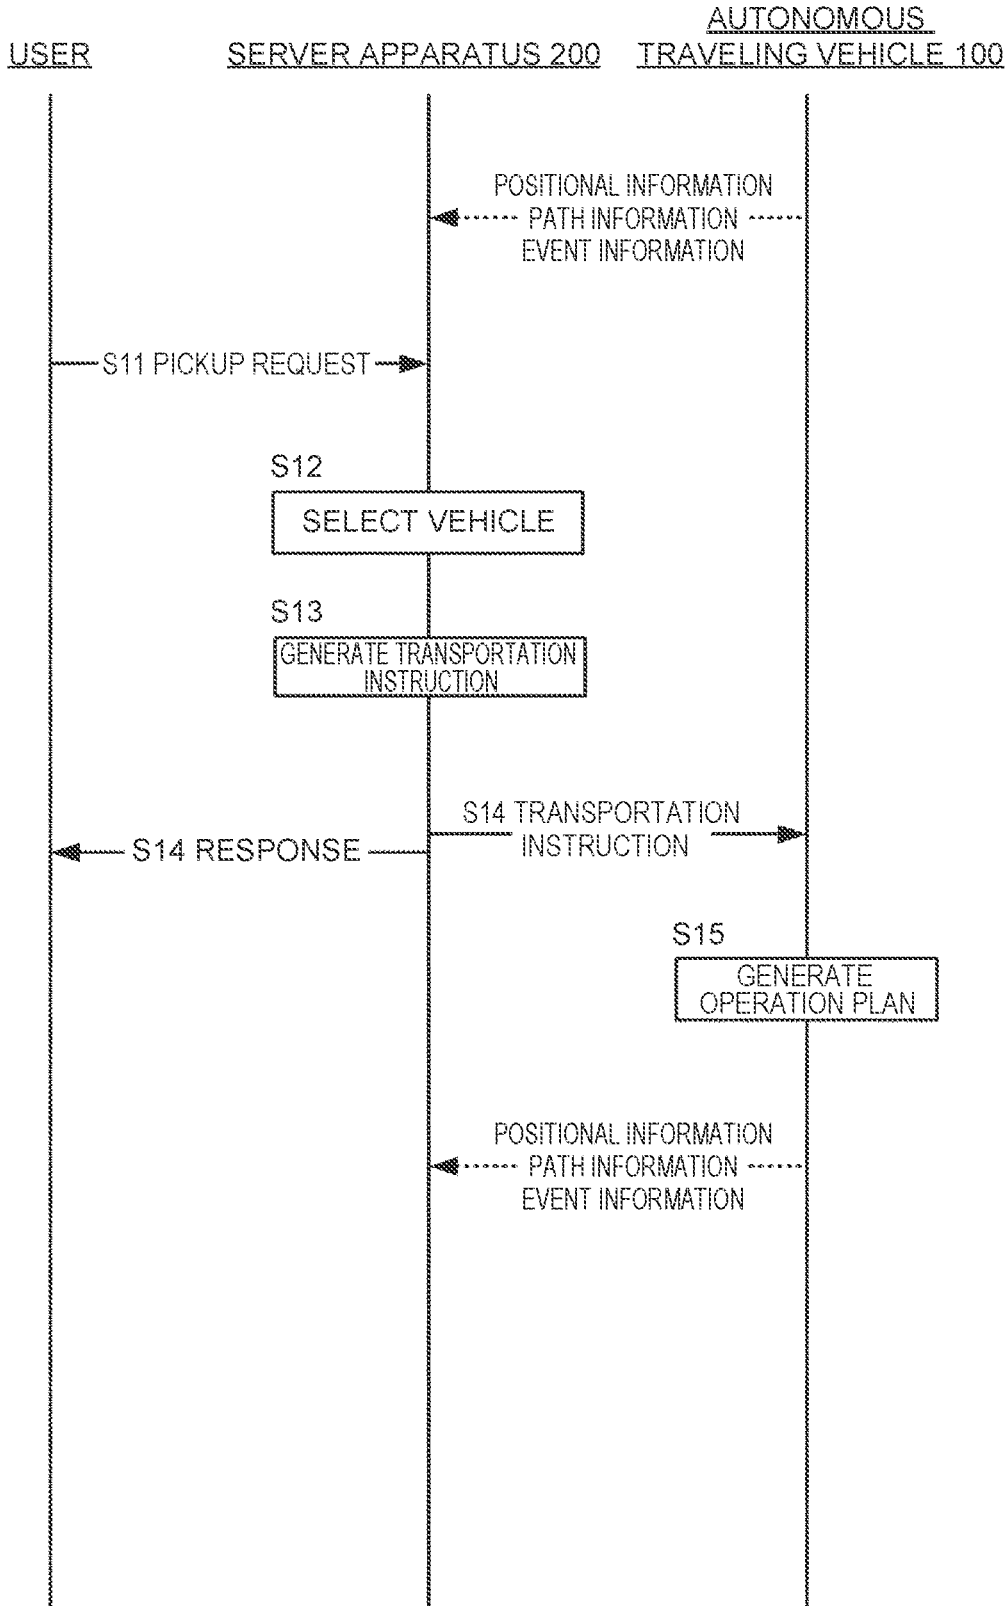 USER
SERVER APPARATUS 200
AUTONOMOUS
TRAVELING VEHICLE 100
POSITIONAL INFORMATION
PATH INFORMATION
EVENT INFORMATION
S11 PICKUP REQUEST
S12
SELECT VEHICLE
S13
GENERATE TRANSPORTATION
INSTRUCTION
S14 TRANSPORTATION
INSTRUCTION
S14 RESPONSE
S15
GENERATE
OPERATION PLAN
POSITIONAL INFORMATION
PATH INFORMATION
EVENT INFORMATION